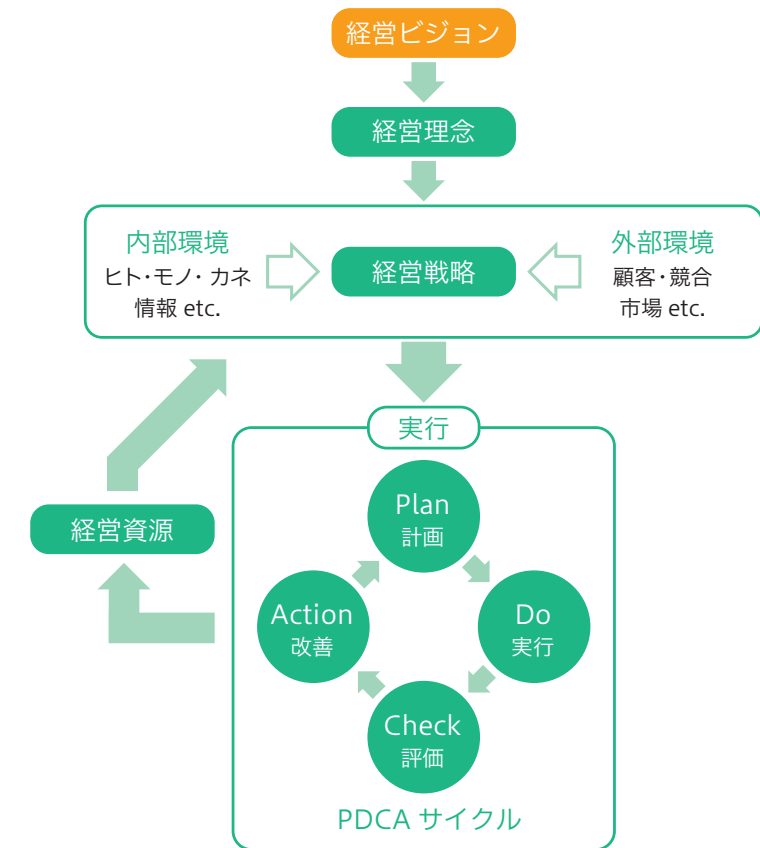 経営ビジョン
経営理念
内部環境
ヒト・モノ・カネ
情報 etc.
経営戦略
外部環境
顧客・競合
市場 etc.
実行
Plan
計画
経営資源
Action
改善
Do
実行
Check
評価
PDCA サイクル